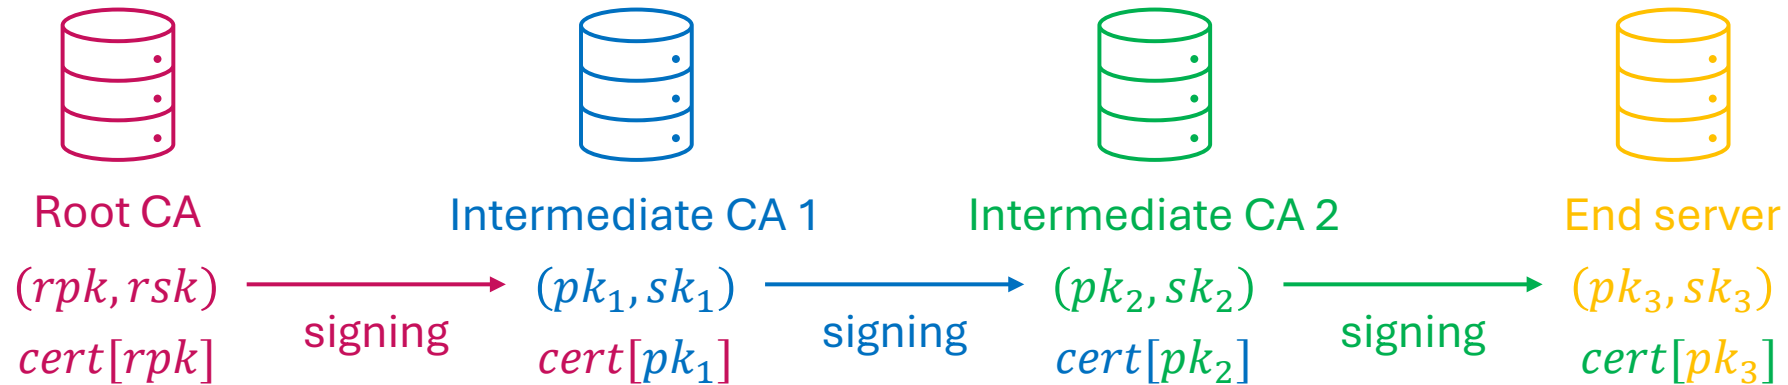 Root CA
Intermediate CA 1
Intermediate CA 2
End server
(rpk, rsk)
(pk₁, sk₁)
(pk₂, sk₂)
(pk₃, sk₃)
signing
signing
signing
cert[rpk]
cert[pk₁]
cert[pk₂]
cert[pk₃]